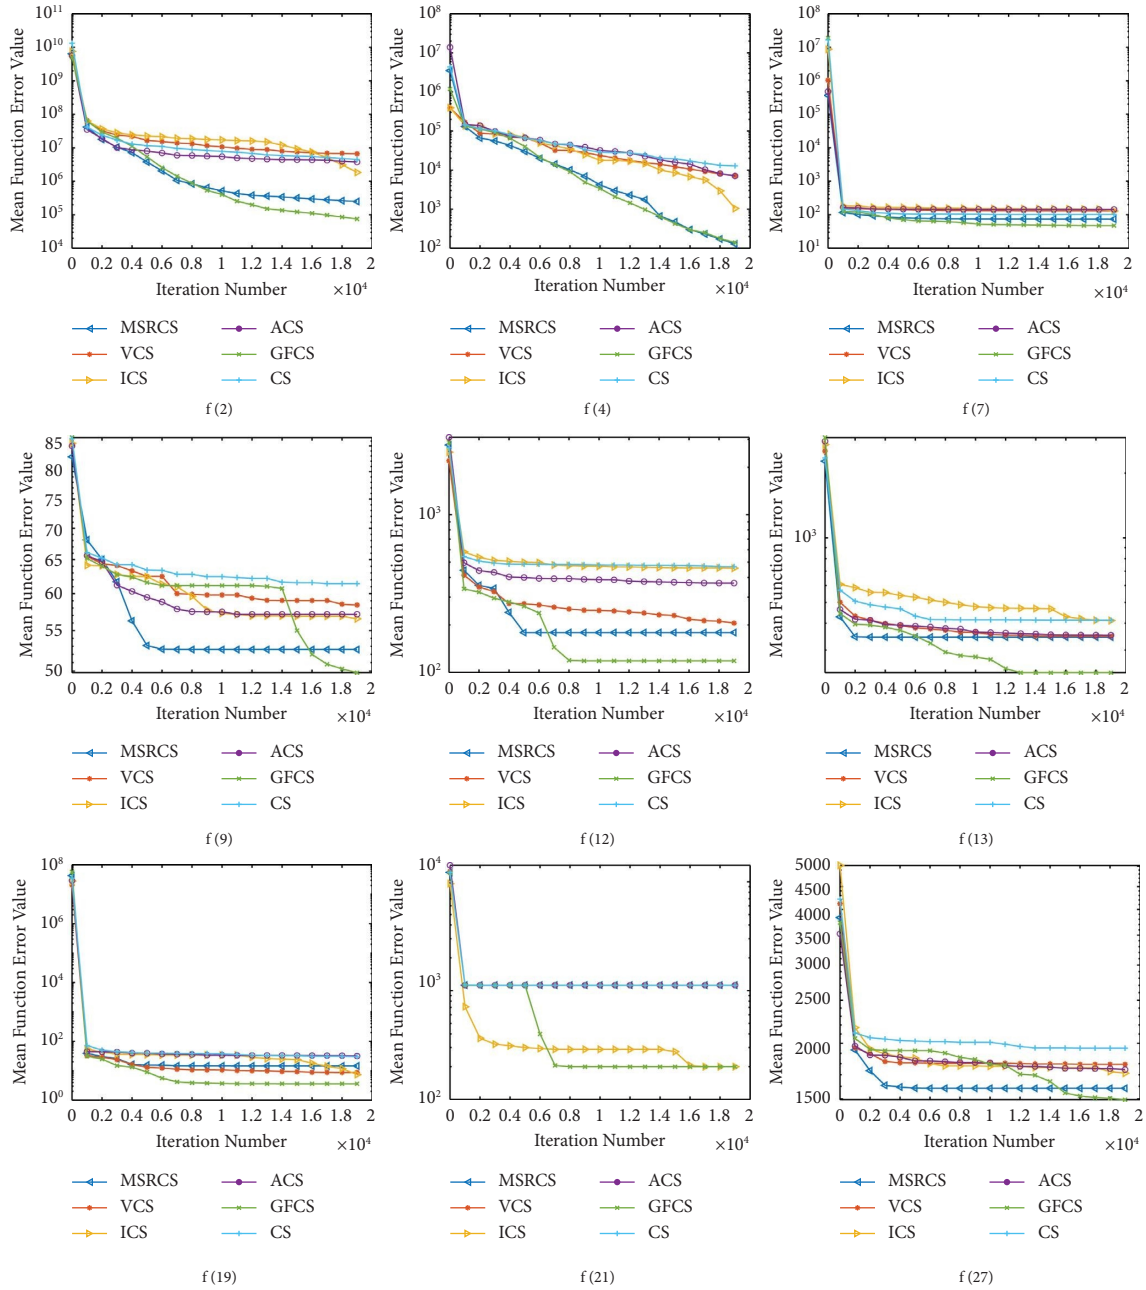 Mean Function Error Value
10^11
10^10
10^9
10^8
10^7
10^6
10^5
10^4
0 0.2 0.4 0.6 0.8 1 1.2 1.4 1.6 1.8 2
Iteration Number
×10^4
MSRCS ACS
VCS GFCS
ICS CS
f (2)
Mean Function Error Value
10^8
10^7
10^6
10^5
10^4
10^3
10^2
0 0.2 0.4 0.6 0.8 1 1.2 1.4 1.6 1.8 2
Iteration Number
×10^4
MSRCS ACS
VCS GFCS
ICS CS
f (4)
Mean Function Error Value
10^8
10^7
10^6
10^5
10^4
10^3
10^2
10^1
0 0.2 0.4 0.6 0.8 1 1.2 1.4 1.6 1.8 2
Iteration Number
×10^4
MSRCS ACS
VCS GFCS
ICS CS
f (7)
Mean Function Error Value
85
80
75
70
65
60
55
50
0 0.2 0.4 0.6 0.8 1 1.2 1.4 1.6 1.8 2
Iteration Number
×10^4
MSRCS ACS
VCS GFCS
ICS CS
f (9)
Mean Function Error Value
10^3
10^2
0 0.2 0.4 0.6 0.8 1 1.2 1.4 1.6 1.8 2
Iteration Number
×10^4
MSRCS ACS
VCS GFCS
ICS CS
f (12)
Mean Function Error Value
10^3
0 0.2 0.4 0.6 0.8 1 1.2 1.4 1.6 1.8 2
Iteration Number
×10^4
MSRCS ACS
VCS GFCS
ICS CS
f (13)
Mean Function Error Value
10^8
10^6
10^4
10^2
10^0
0 0.2 0.4 0.6 0.8 1 1.2 1.4 1.6 1.8 2
Iteration Number
×10^4
MSRCS ACS
VCS GFCS
ICS CS
f (19)
Mean Function Error Value
10^4
10^3
10^2
0 0.2 0.4 0.6 0.8 1 1.2 1.4 1.6 1.8 2
Iteration Number
×10^4
MSRCS ACS
VCS GFCS
ICS CS
f (21)
Mean Function Error Value
5000
4500
4000
3500
3000
2500
2000
1500
0 0.2 0.4 0.6 0.8 1 1.2 1.4 1.6 1.8 2
Iteration Number
×10^4
MSRCS ACS
VCS GFCS
ICS CS
f (27)